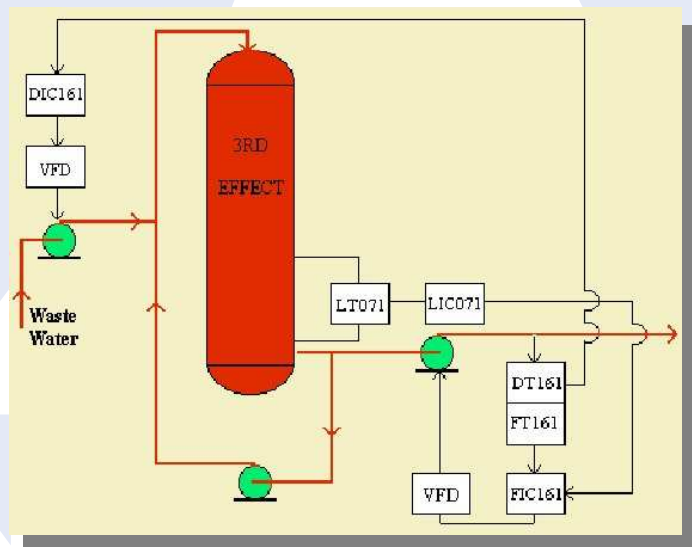 DIC161
VFD
3RD
EFFECT
Waste
Water
LT071
LIC071
DT161
FT161
VFD
FIC161